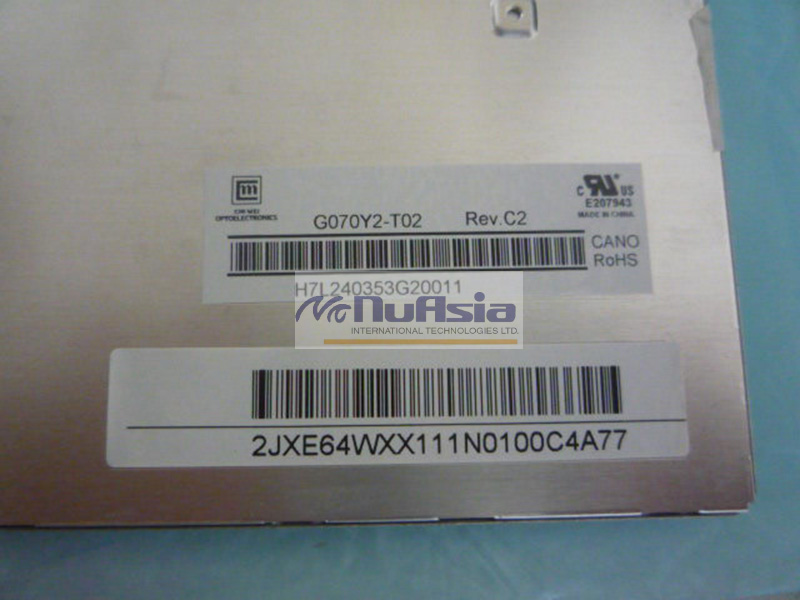 CHI MEI
OPTOELECTRONICS
G070Y2-T02 Rev.C2
C RU US
E207943
MADE IN CHINA
CANO
RoHS
H7L240353G20011
NuAsia
INTERNATIONAL TECHNOLOGIES LTD.
2JXE64WXX111N0100C4A77